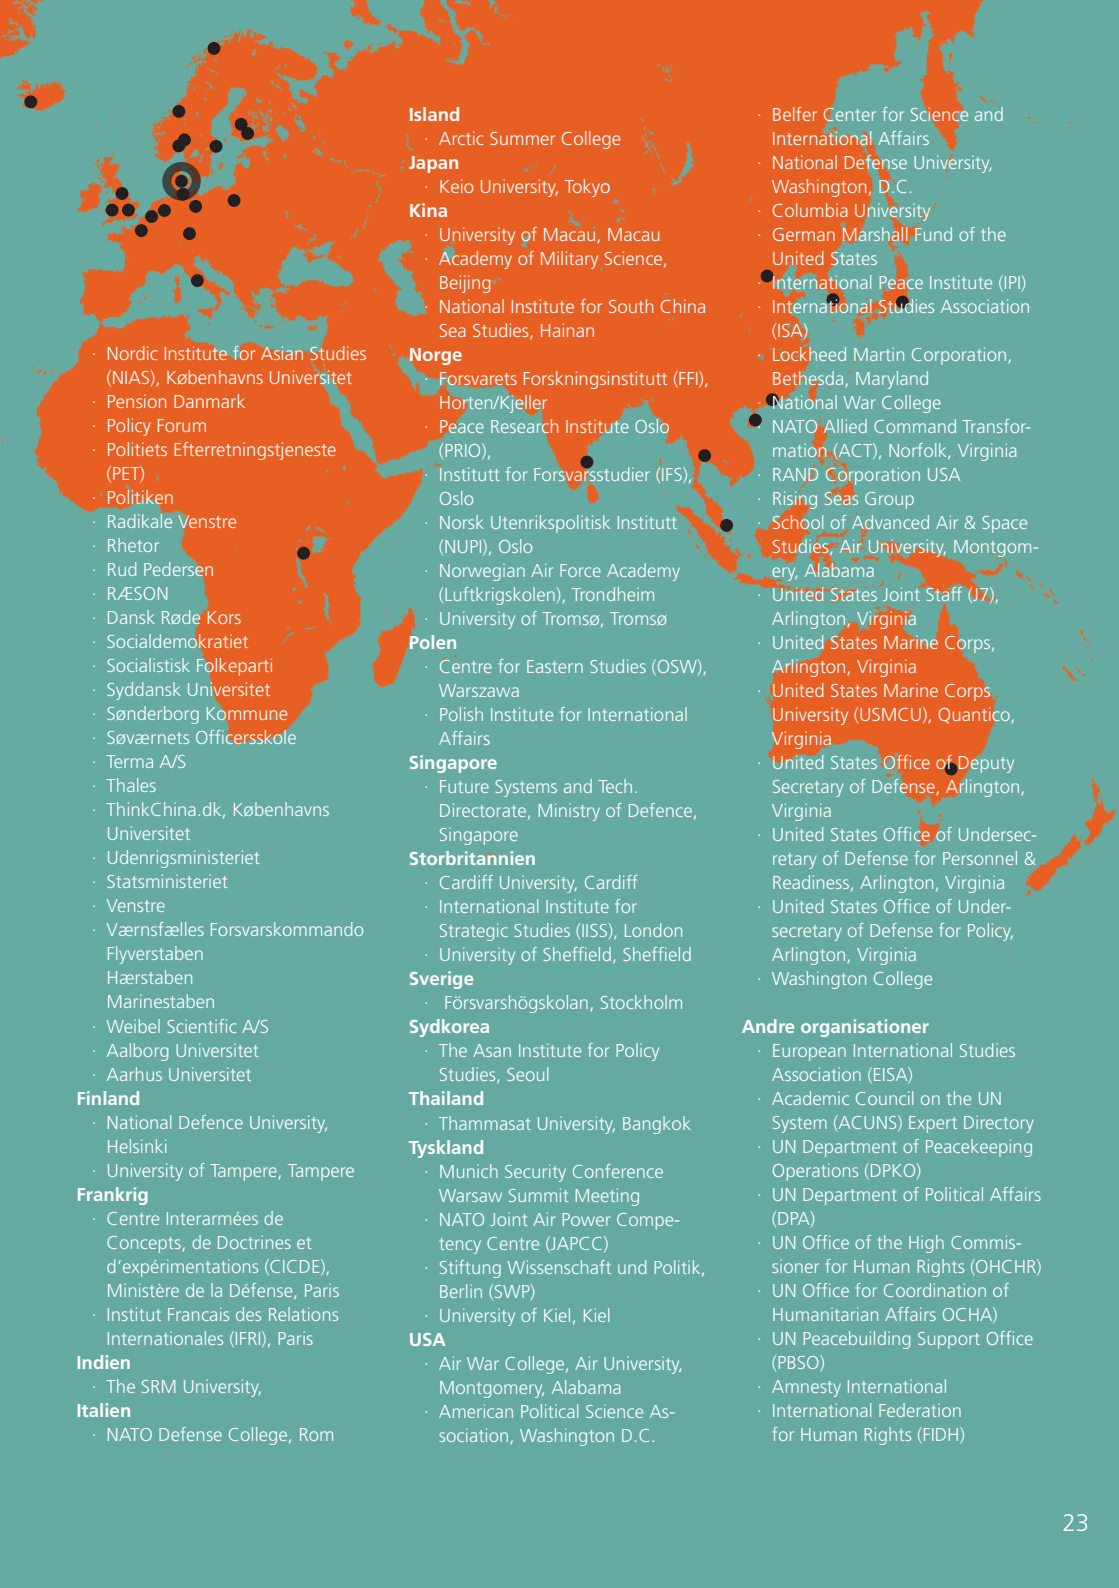 · Nordic Institute for Asian Studies
(NIAS), Københavns Universitet
· Pension Danmark
· Policy Forum
· Politiets Efterretningstjeneste
(PET)
· Politiken
· Radikale Venstre
· Rhetor
· Rud Pedersen
· RÆSON
· Dansk Røde Kors
· Socialdemokratiet
· Socialistisk Folkeparti
· Syddansk Universitet
· Sønderborg Kommune
· Søværnets Officersskole
· Terma A/S
· Thales
· ThinkChina.dk, Københavns
Universitet
· Udenrigsministeriet
· Statsministeriet
· Venstre
· Værnsfælles Forsvarskommando
Flyverstaben
Hærstaben
Marinestaben
· Weibel Scientific A/S
· Aalborg Universitet
· Aarhus Universitet
Finland
· National Defence University,
Helsinki
· University of Tampere, Tampere
Frankrig
· Centre Interarmées de
Concepts, de Doctrines et
d’expérimentations (CICDE),
Ministère de la Défense, Paris
· Institut Francais des Relations
Internationales (IFRI), Paris
Indien
· The SRM University,
Italien
· NATO Defense College, Rom
Island
· Arctic Summer College
Japan
· Keio University, Tokyo
Kina
· University of Macau, Macau
· Academy of Military Science,
Beijing
· National Institute for South China
Sea Studies, Hainan
Norge
· Forsvarets Forskningsinstitutt (FFI),
Horten/Kjeller
· Peace Research Institute Oslo
(PRIO),
· Institutt for Forsvarsstudier (IFS),
Oslo
· Norsk Utenrikspolitisk Institutt
(NUPI), Oslo
· Norwegian Air Force Academy
(Luftkrigskolen), Trondheim
· University of Tromsø, Tromsø
Polen
· Centre for Eastern Studies (OSW),
Warszawa
· Polish Institute for International
Affairs
Singapore
· Future Systems and Tech.
Directorate, Ministry of Defence,
Singapore
Storbritannien
· Cardiff University, Cardiff
· International Institute for
Strategic Studies (IISS), London
· University of Sheffield, Sheffield
Sverige
· Försvarshögskolan, Stockholm
Sydkorea
· The Asan Institute for Policy
Studies, Seoul
Thailand
· Thammasat University, Bangkok
Tyskland
· Munich Security Conference
Warsaw Summit Meeting
· NATO Joint Air Power Compe-
tency Centre (JAPCC)
· Stiftung Wissenschaft und Politik,
Berlin (SWP)
· University of Kiel, Kiel
USA
· Air War College, Air University,
Montgomery, Alabama
· American Political Science As-
sociation, Washington D.C.
· Belfer Center for Science and
International Affairs
· National Defense University,
Washington, D.C.
· Columbia University
· German Marshall Fund of the
United States
· International Peace Institute (IPI)
· International Studies Association
(ISA)
· Lockheed Martin Corporation,
Bethesda, Maryland
· National War College
· NATO Allied Command Transfor-
mation (ACT), Norfolk, Virginia
· RAND Corporation USA
· Rising Seas Group
· School of Advanced Air & Space
Studies, Air University, Montgom-
ery, Alabama
· United States Joint Staff (J7),
Arlington, Virginia
· United States Marine Corps,
Arlington, Virginia
· United States Marine Corps
University (USMCU), Quantico,
Virginia
· United States Office of Deputy
Secretary of Defense, Arlington,
Virginia
· United States Office of Undersec-
retary of Defense for Personnel &
Readiness, Arlington, Virginia
· United States Office of Under-
secretary of Defense for Policy,
Arlington, Virginia
· Washington College
Andre organisationer
· European International Studies
Association (EISA)
· Academic Council on the UN
System (ACUNS) Expert Directory
· UN Department of Peacekeeping
Operations (DPKO)
· UN Department of Political Affairs
(DPA)
· UN Office of the High Commis-
sioner for Human Rights (OHCHR)
· UN Office for Coordination of
Humanitarian Affairs OCHA)
· UN Peacebuilding Support Office
(PBSO)
· Amnesty International
· International Federation
for Human Rights (FIDH)
23